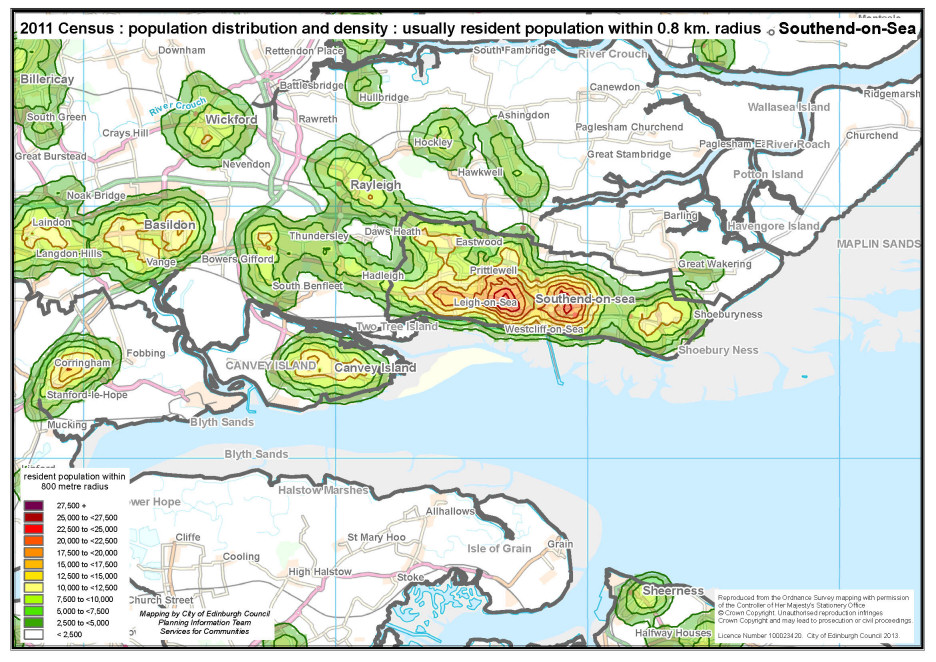 2011 Census : population distribution and density : usually resident population within 0.8 km. radius Southend-on-Sea
Downham
Rettendon Place
South Fambridge
River Crouch
Billericay
Battlesbridge
Hullbridge
Canewdon
Ridgemarsh
River Crouch
Wallasea Island
South Green
Wickford
Rawreth
Ashingdon
Crays Hill
Paglesham Churchend
Churchend
Hockley
Paglesham Ea
River Roach
Great Burstead
Great Stambridge
Nevendon
Hawkwell
Potton Island
Rayleigh
Noak Bridge
Barling
Laindon
Basildon
Daws Heath
Havengore Island
Thundersley
Eastwood
MAPLIN SANDS
Langdon Hills
Vange
Bowers Gifford
Prittlewell
Great Wakering
Hadleigh
South Benfleet
Leigh-on-Sea
Southend-on-sea
Shoeburyness
Two Tree Island
Westcliff-on-Sea
Fobbing
Shoebury Ness
Corringham
CANVEY ISLAND
Canvey Island
Stanford-le-Hope
Mucking
Blyth Sands
Blyth Sands
resident population within
800 metre radius
27,500 +
25,000 to <27,500
22,500 to <25,000
20,000 to <22,500
17,500 to <20,000
15,000 to <17,500
12,500 to <15,000
10,000 to <12,500
7,500 to <10,000
5,000 to <7,500
2,500 to <5,000
< 2,500
Halstow Marshes
ower Hope
Allhallows
Cliffe
St Mary Hoo
Isle of Grain
Grain
Cooling
High Halstow
Stoke
Church Street
Sheerness
Halfway Houses
Mapping by City of Edinburgh Council
Planning Information Team
Services for Communities
Reproduced from the Ordnance Survey mapping with permission
of the Controller of Her Majesty's Stationery Office
© Crown Copyright. Unauthorised reproduction infringes
Crown Copyright and may lead to prosecution or civil proceedings
Licence Number 100023420. City of Edinburgh Council 2013